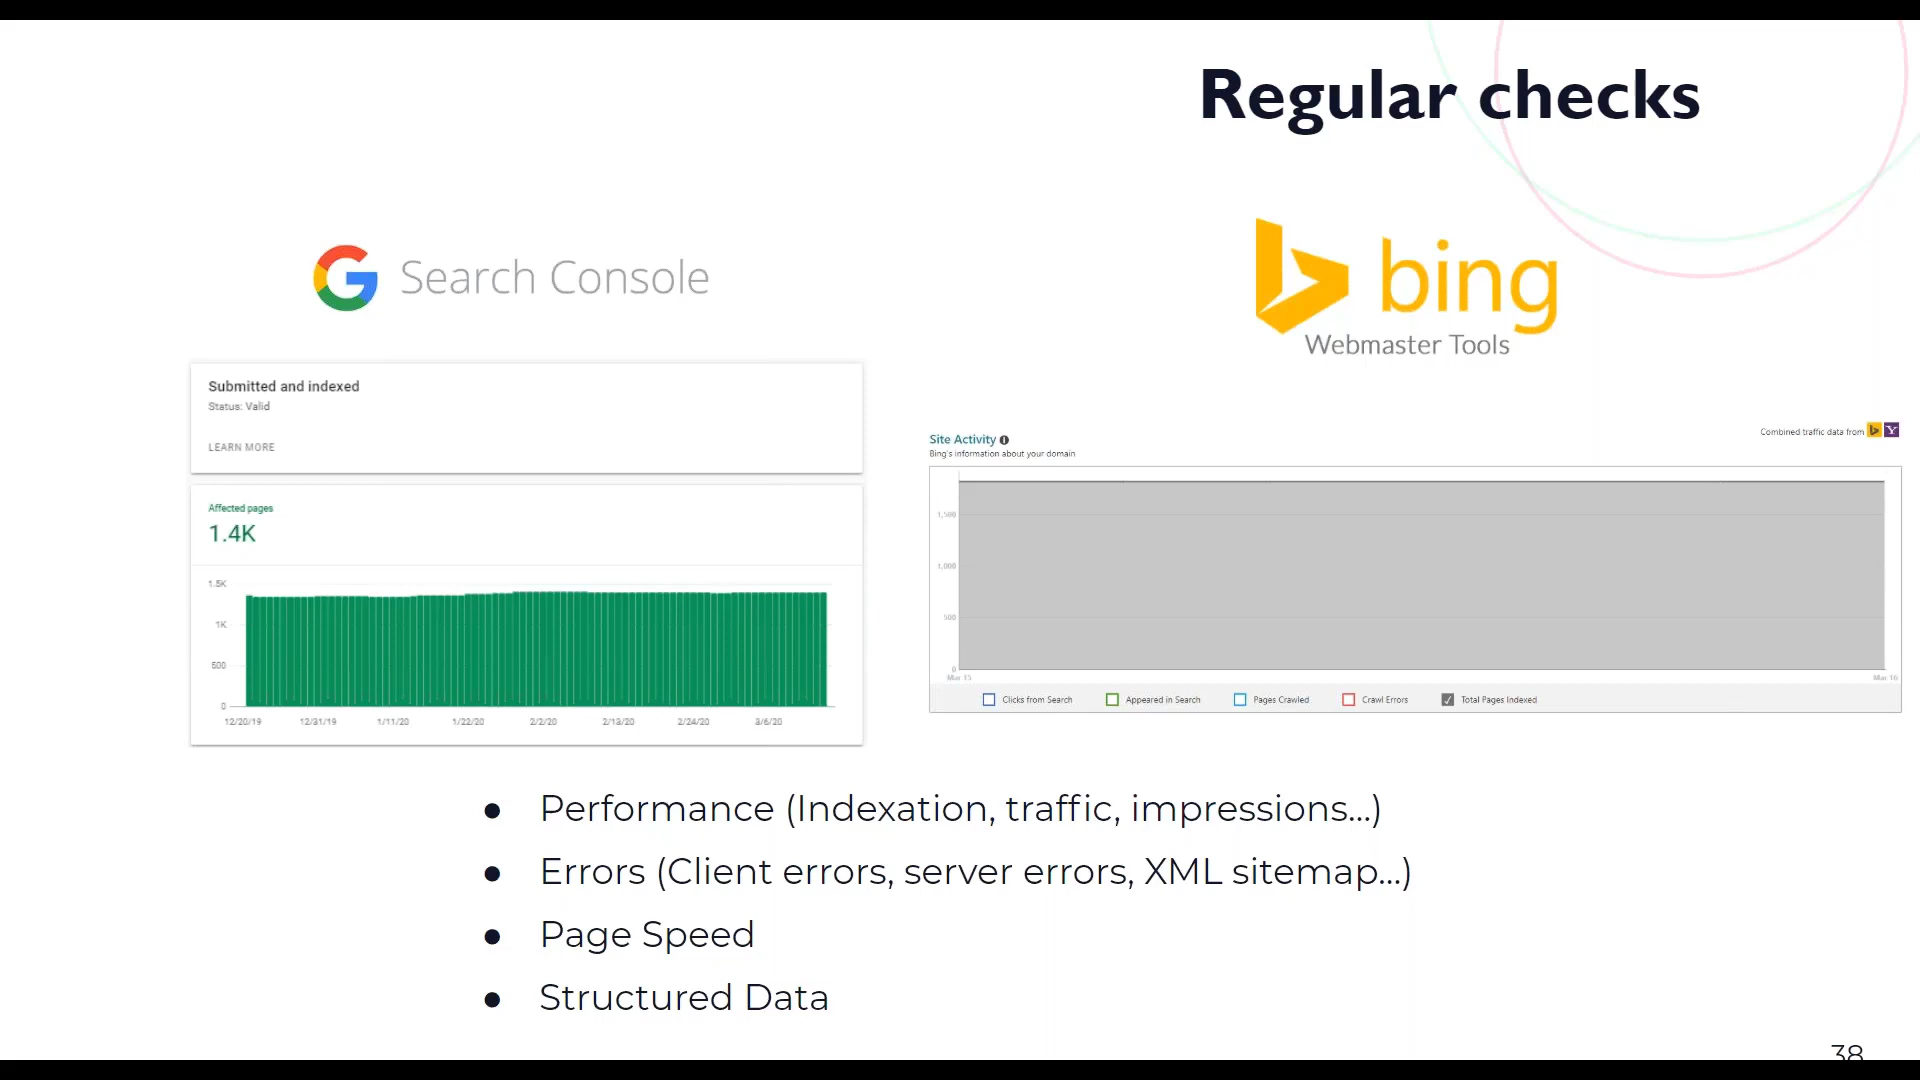 Regular checks
Search Console
bing
Webmaster Tools
Submitted and indexed
Status: Valid
LEARN MORE
Affected pages
1.4K
1.5K
1K
500
0
12/20/19 12/31/19 1/11/20 1/22/20 2/2/20 2/13/20 2/24/20 3/6/20
Site Activity
Bing's information about your domain
Combined traffic data from
1,500
1,000
500
0
Mar 15 Mar 16
Clicks from Search Appeared in Search Pages Crawled Crawl Errors Total Pages Indexed
● Performance (Indexation, traffic, impressions...)
● Errors (Client errors, server errors, XML sitemap...)
● Page Speed
● Structured Data
38